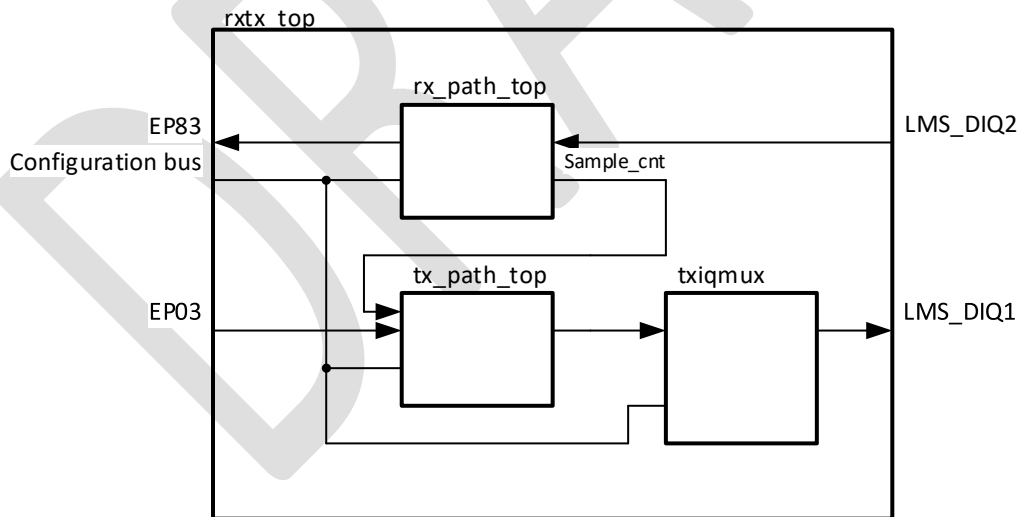 rxtx_top
rx_path_top
EP83
LMS_DIQ2
Configuration bus
Sample_cnt
tx_path_top
txiqmux
EP03
LMS_DIQ1